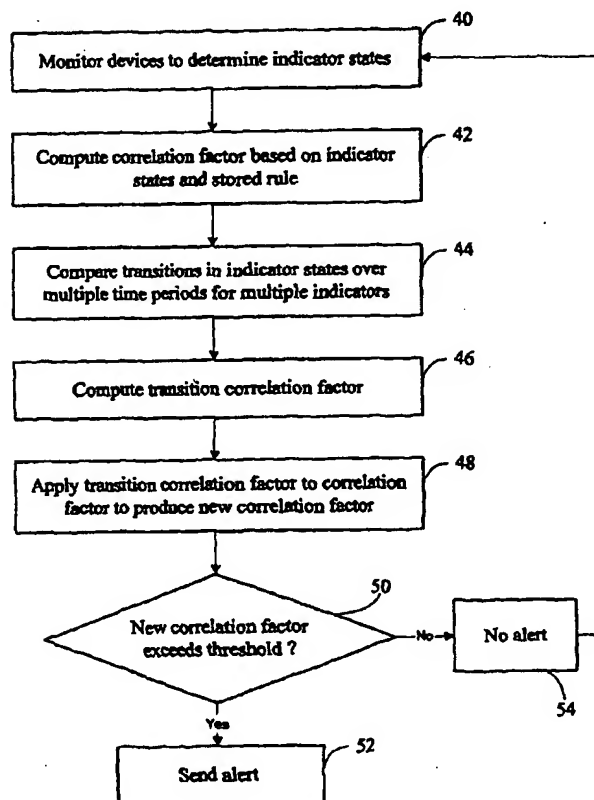 40
Monitor devices to determine indicator states
42
Compute correlation factor based on indicator
states and stored rule
44
Compare transitions in indicator states over
multiple time periods for multiple indicators
46
Compute transition correlation factor
48
Apply transition correlation factor to correlation
factor to produce new correlation factor
50
New correlation factor
exceeds threshold ?
No
No alert
54
Yes
52
Send alert